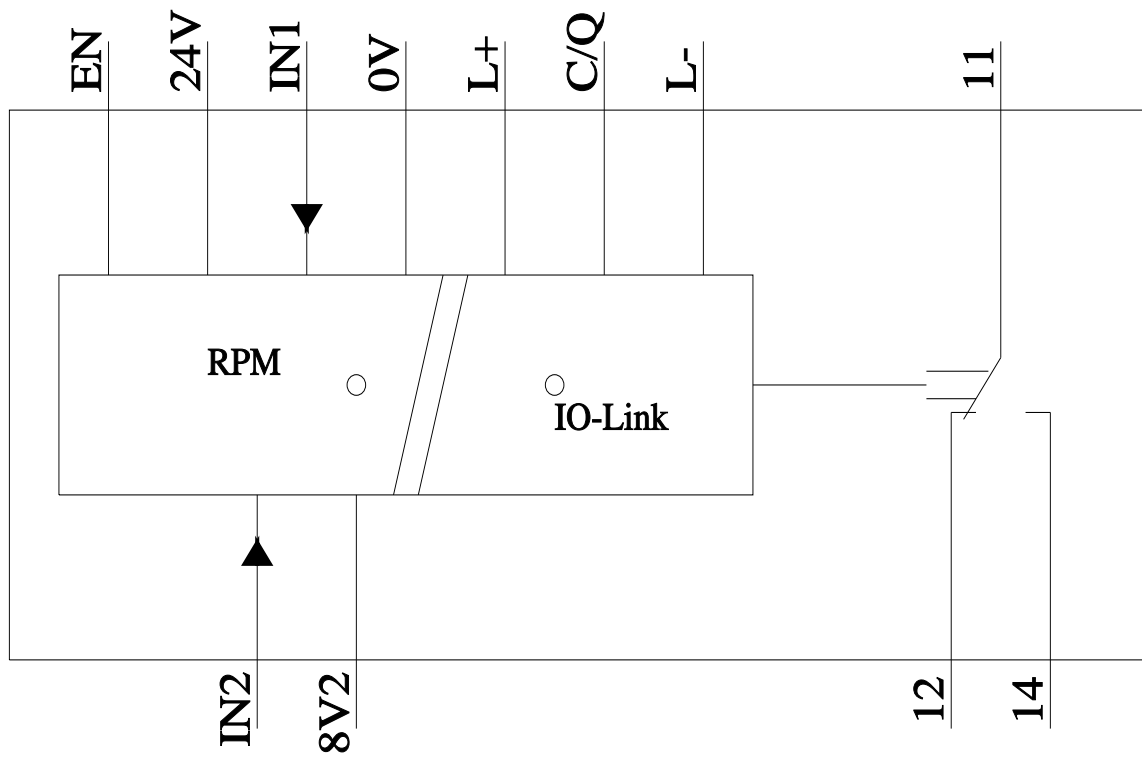 EN
24V
IN1
0V
L+
C/Q
L-
11
RPM
IO-Link
IN2
8V2
12
14